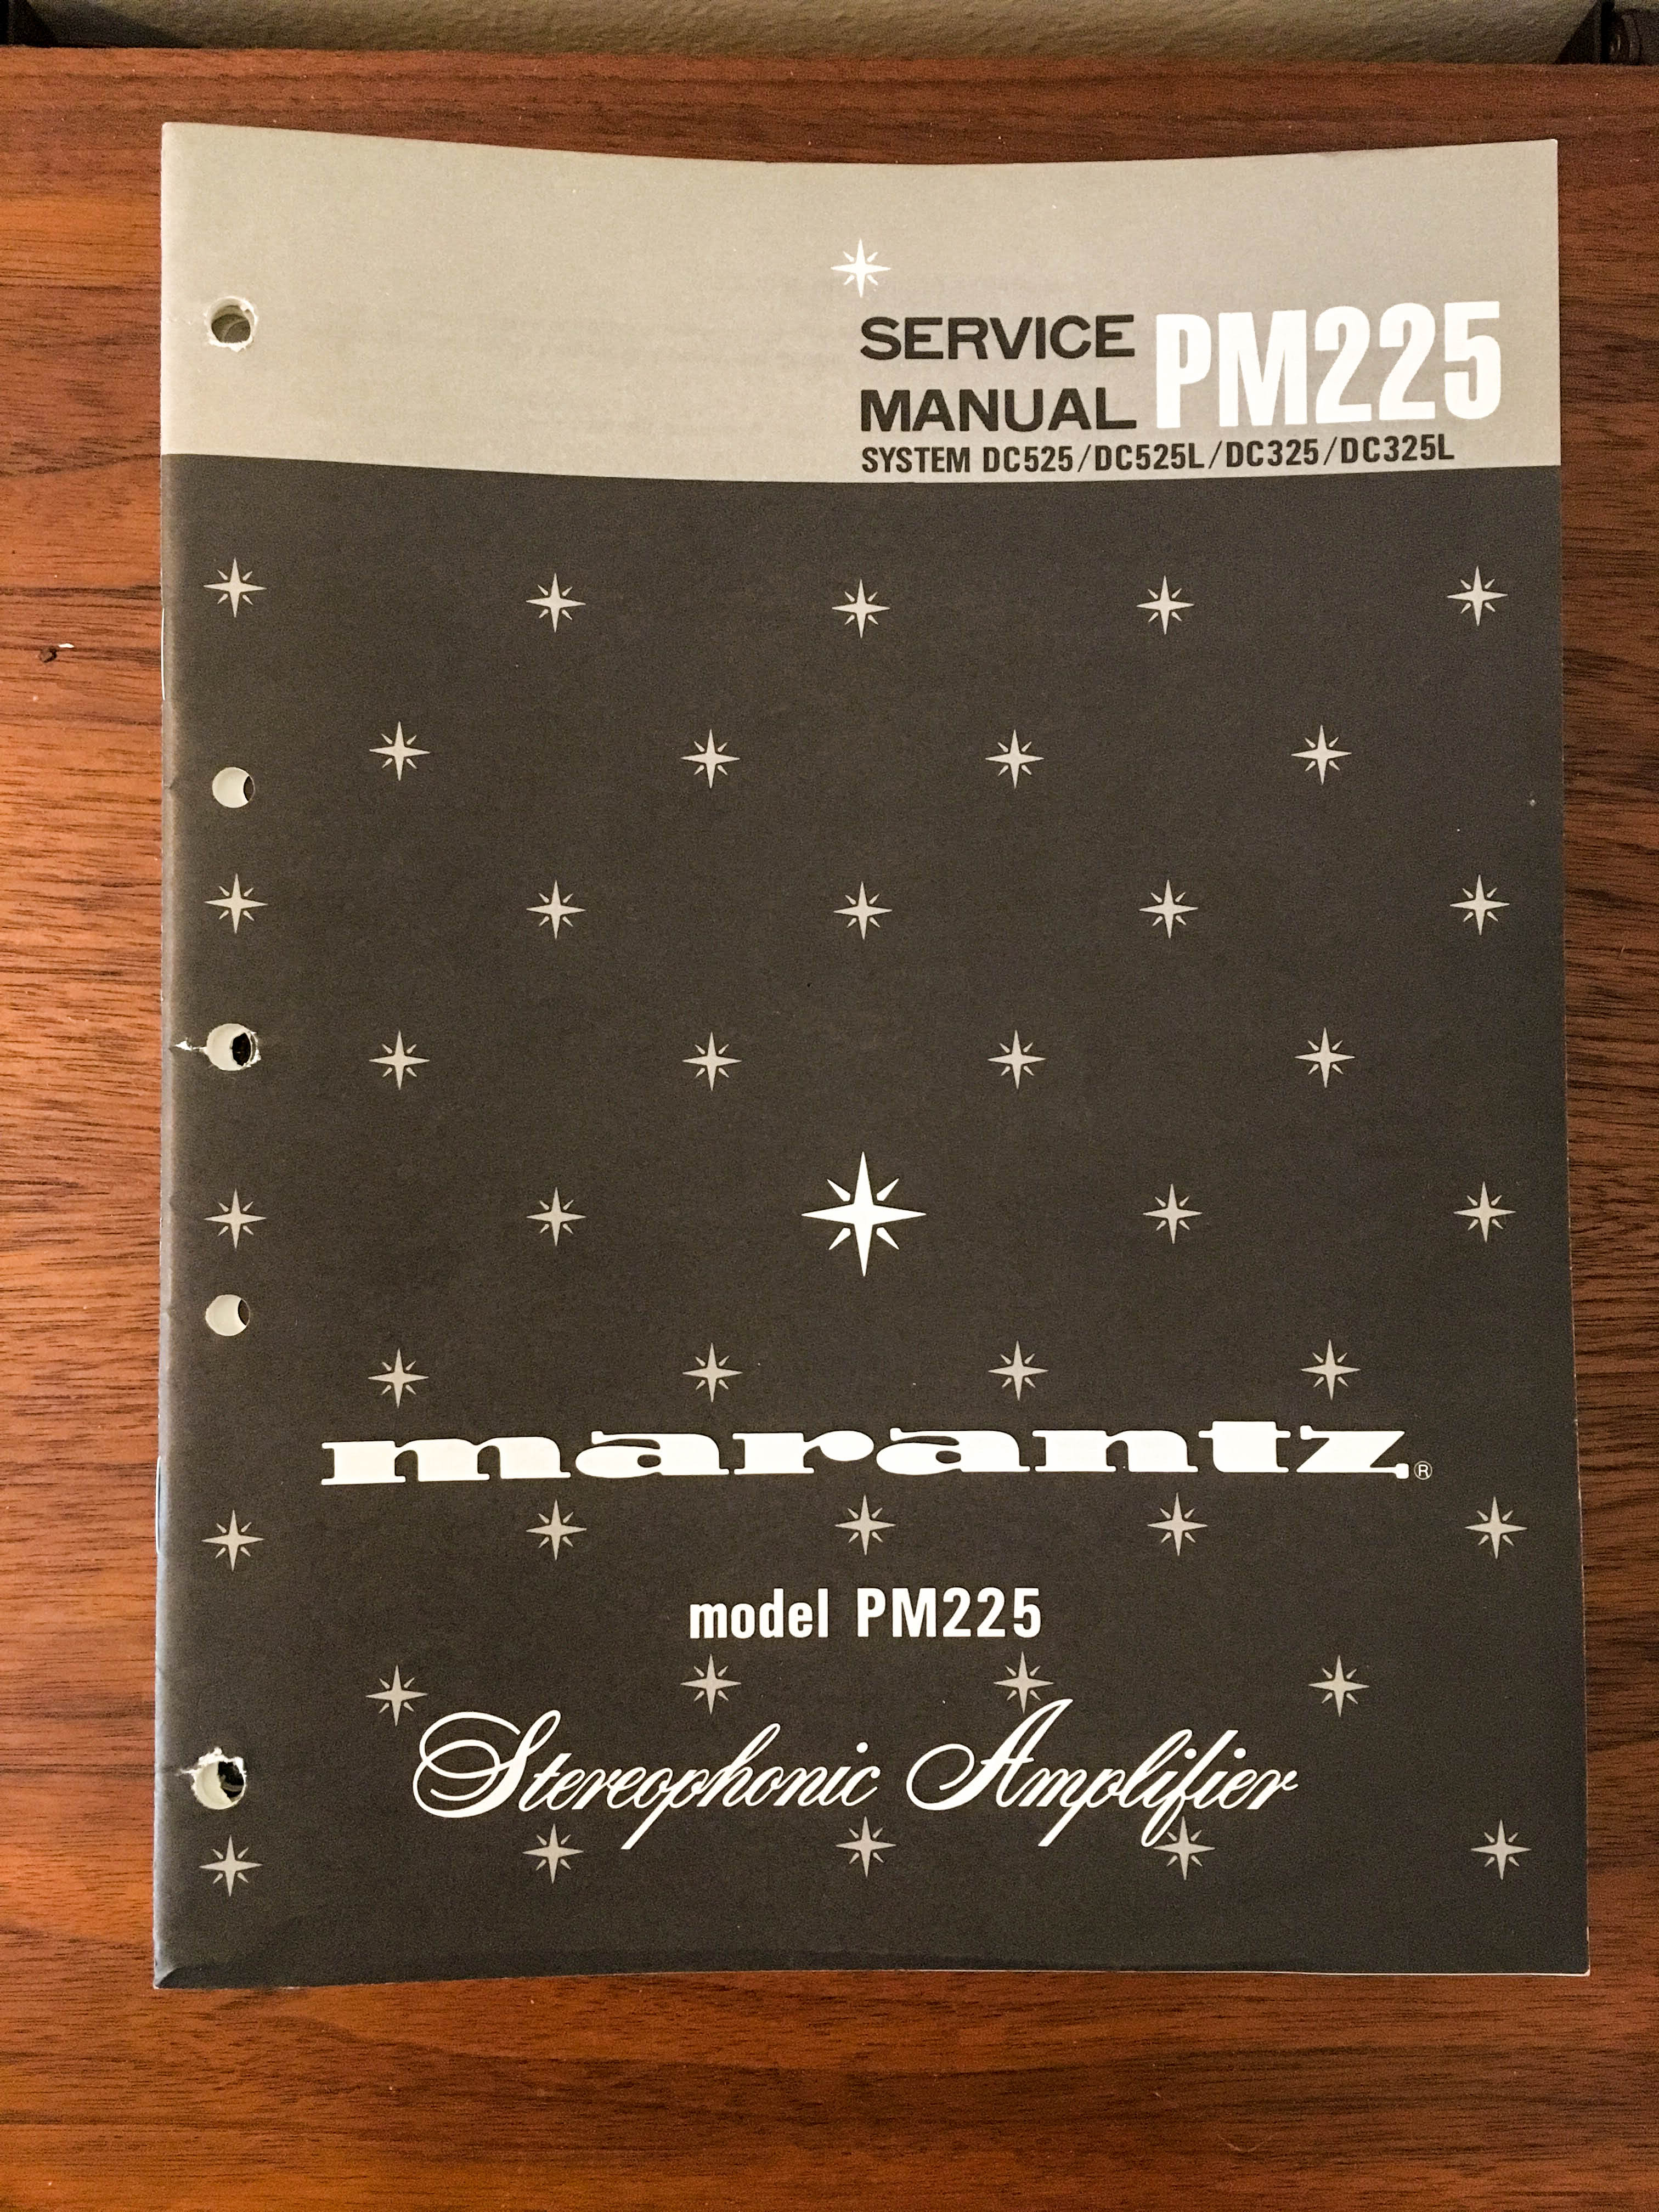 SERVICE
MANUAL PM225
SYSTEM DC525/DC525L/DC325/DC325L
marantz®
model PM225
Stereophonic Amplifier